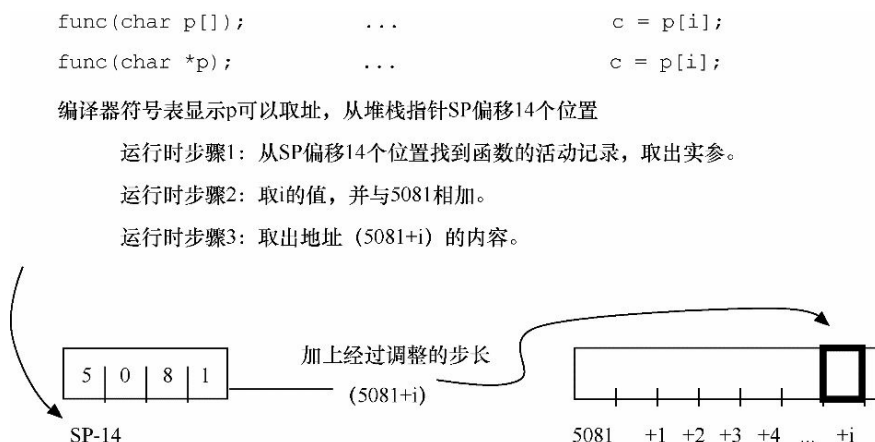 func(char p[]); ... c = p[i];
func(char *p); ... c = p[i];
编译器符号表显示p可以取址，从堆栈指针SP偏移14个位置
运行时步骤1：从SP偏移14个位置找到函数的活动记录，取出实参。
运行时步骤2：取i的值，并与5081相加。
运行时步骤3：取出地址（5081+i）的内容。
5 0 8 1
加上经过调整的步长
(5081+i)
SP-14
5081 +1 +2 +3 +4 ... +i